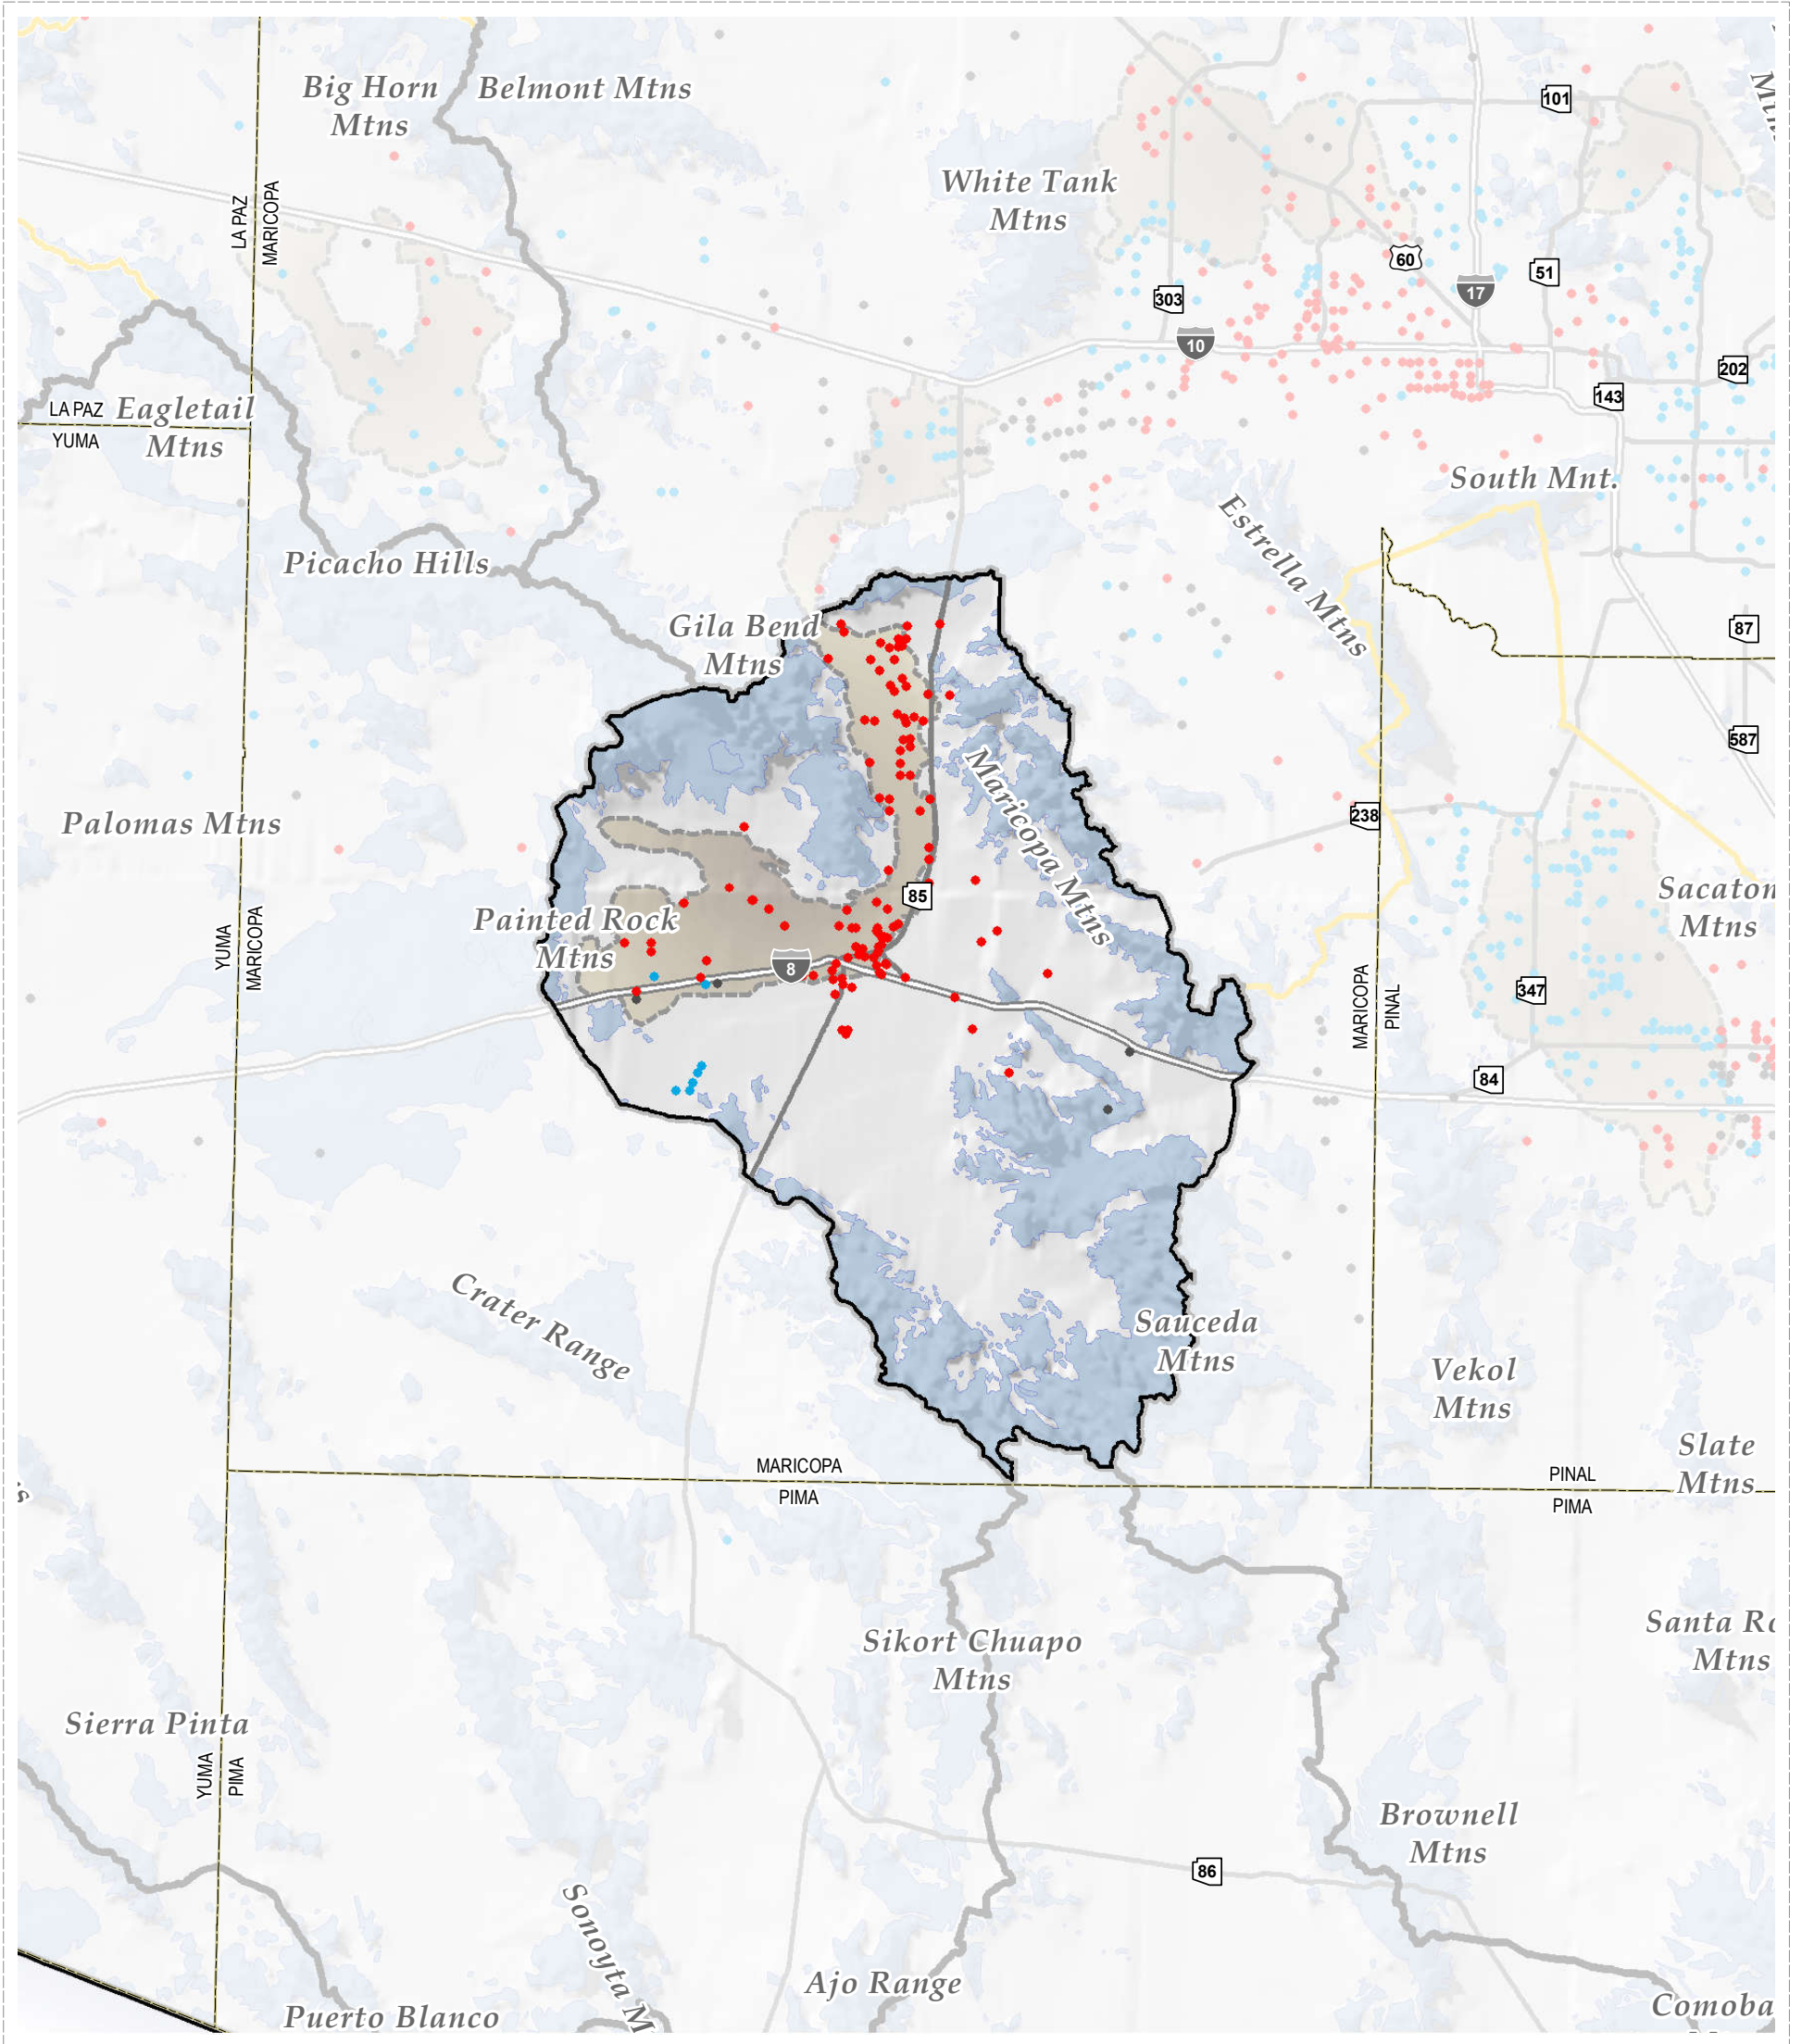 Big Horn
Mtns
Belmont Mtns
101
White Tank
Mtns
LA PAZ
MARICOPA
60
51
303
17
10
202
143
LA PAZ
YUMA
Eagletail
Mtns
South Mnt.
Estrella Mtns
Picacho Hills
Gila Bend
Mtns
87
587
Palomas Mtns
238
Maricopa Mtns
85
Sacaton
Mtns
Painted Rock
Mtns
YUMA
MARICOPA
8
347
MARICOPA
PINAL
84
Crater Range
Sauceda
Mtns
Vekol
Mtns
Slate
Mtns
MARICOPA
PIMA
PINAL
PIMA
Sikort Chuapo
Mtns
Santa R
Mtns
Sierra Pinta
YUMA
PIMA
Brownell
Mtns
86
Sonoyta M
Ajo Range
Puerto Blanco
Comoba